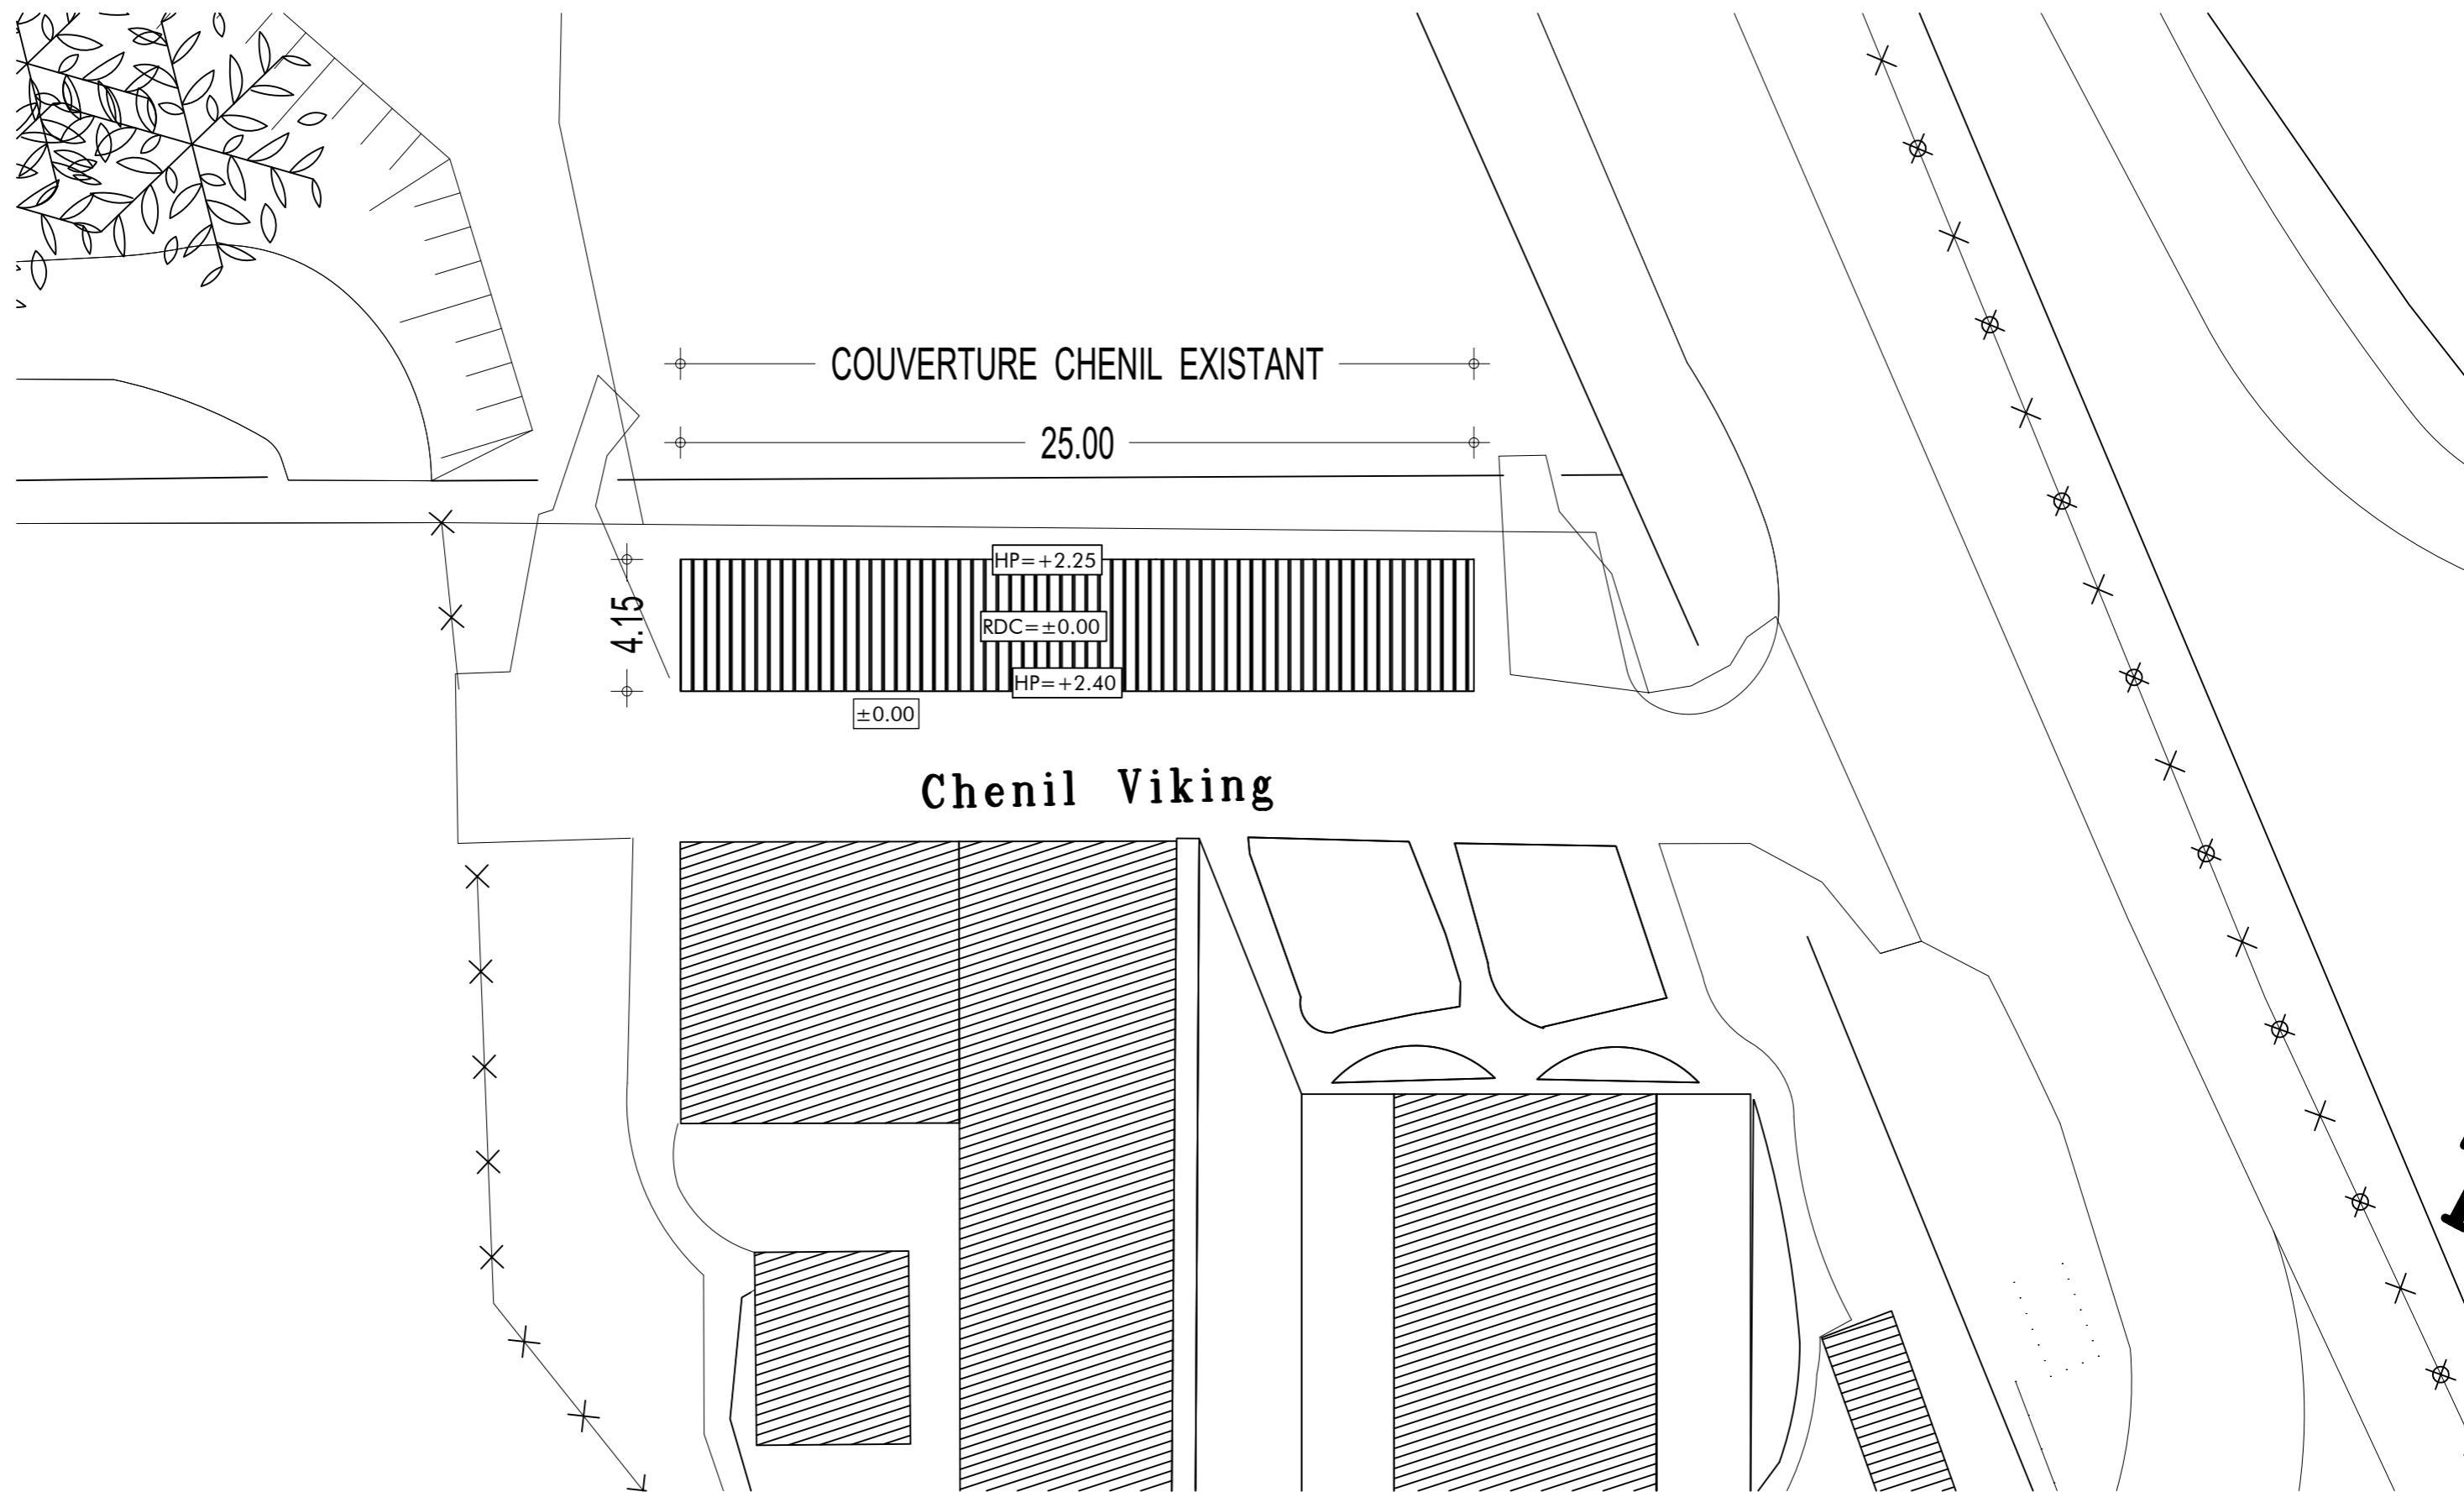 COUVERTURE CHENIL EXISTANT
25.00
HP=+2.25
4.15
RDC=±0.00
HP=+2.40
±0.00
Chenil Viking